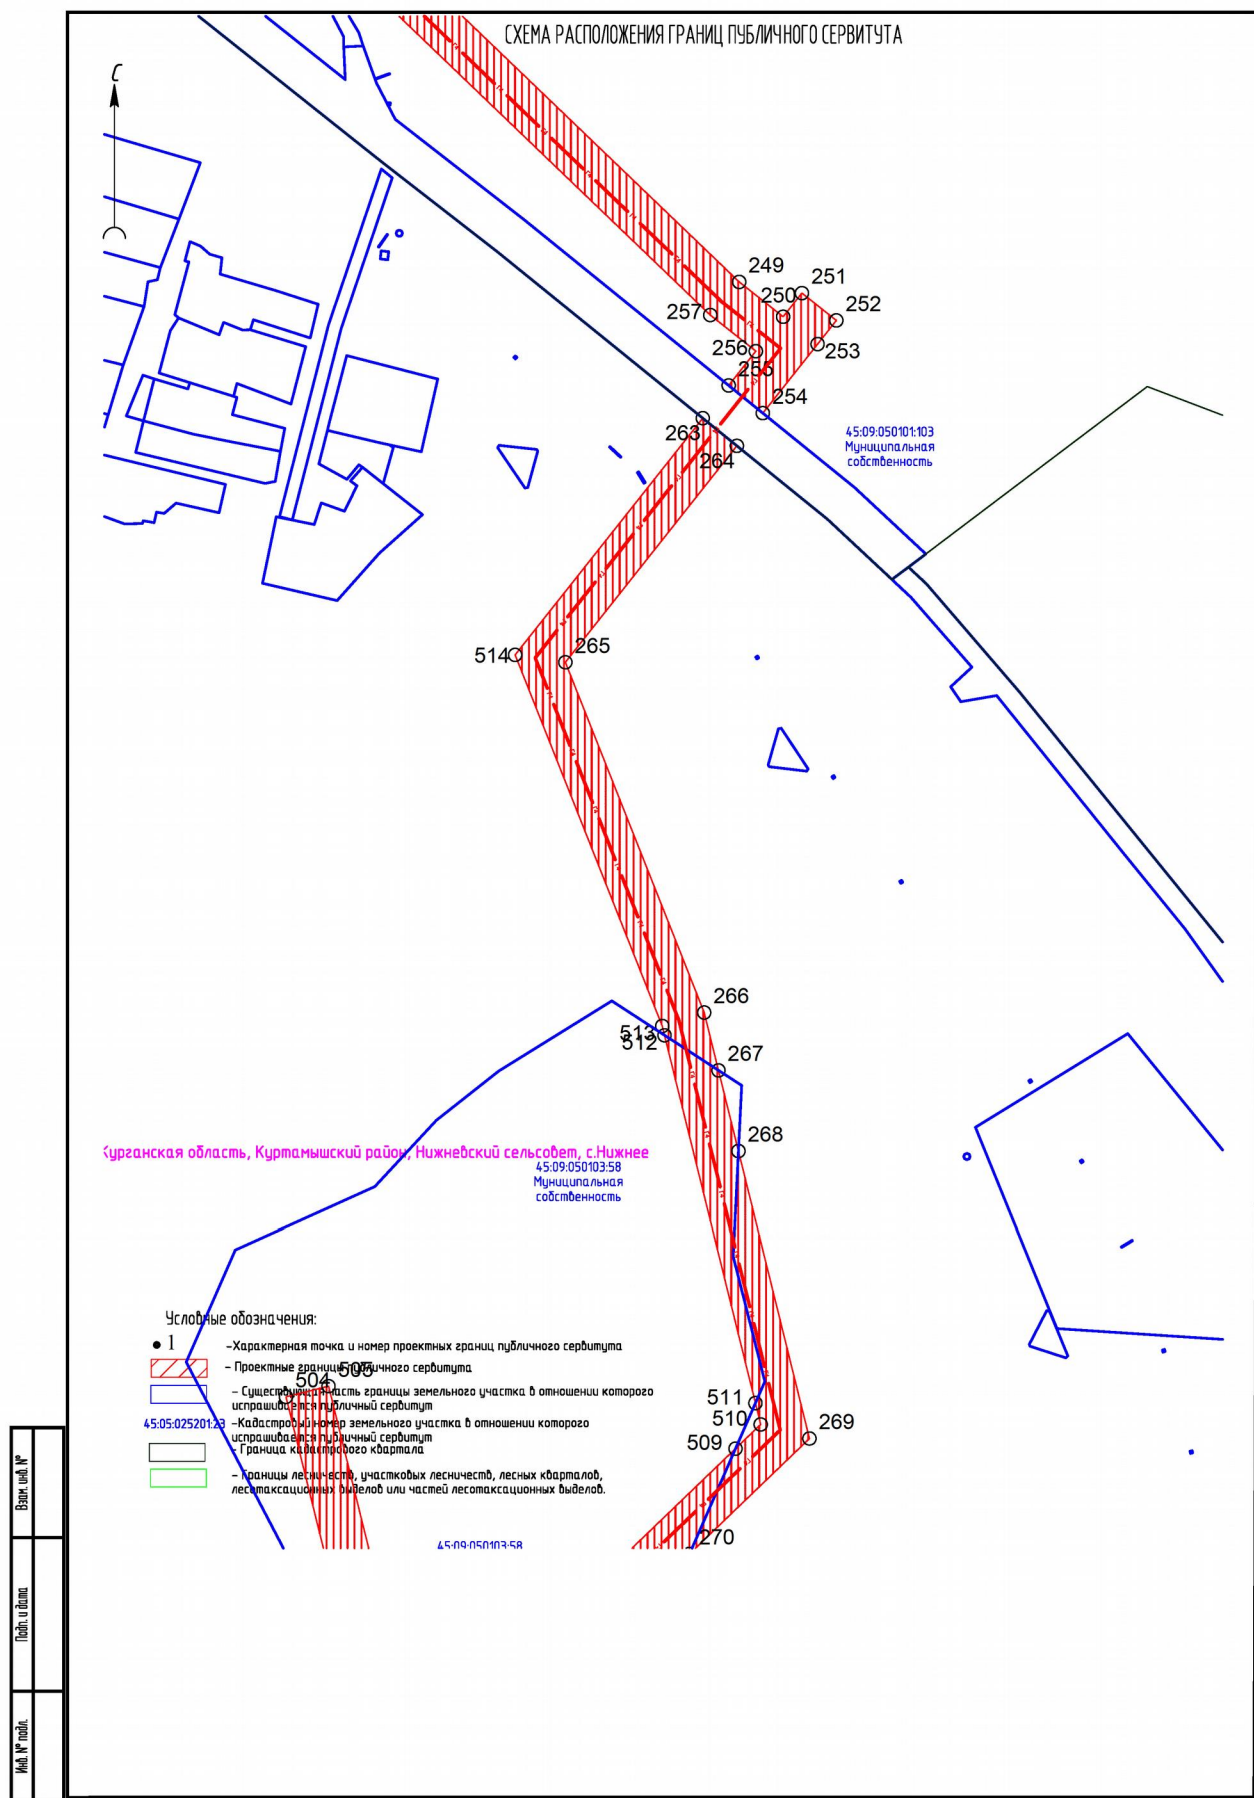 СХЕМА РАСПОЛОЖЕНИЯ ГРАНИЦ ПУБЛИЧНОГО СЕРВИТУТА
С
249
251
250
252
257
253
256
255
254
263
264
45:09:050101:103
Муниципальная
собственность
514
265
266
513
512
267
268
Курганская область, Куртамышский район, Нижневский сельсовет, с.Нижнее
45:09:050103:58
Муниципальная
собственность
Условные обозначения:
1 –Характерная точка и номер проектных границ публичного сервитута
– Проектные границы публичного сервитута
504
505
– Существующая часть границы земельного участка в отношении которого
испрашивается публичный сервитут
45:05:025201:23 –Кадастровый номер земельного участка в отношении которого
испрашивается публичный сервитут
– Граница кадастрового квартала
– Границы лесничеств, участковых лесничеств, лесных кварталов,
лесотаксационных выделов или частей лесотаксационных выделов.
511
510
509
269
270
45:09:050103:58
Взам. инв. №
Подп. и дата
Инв. № подл.